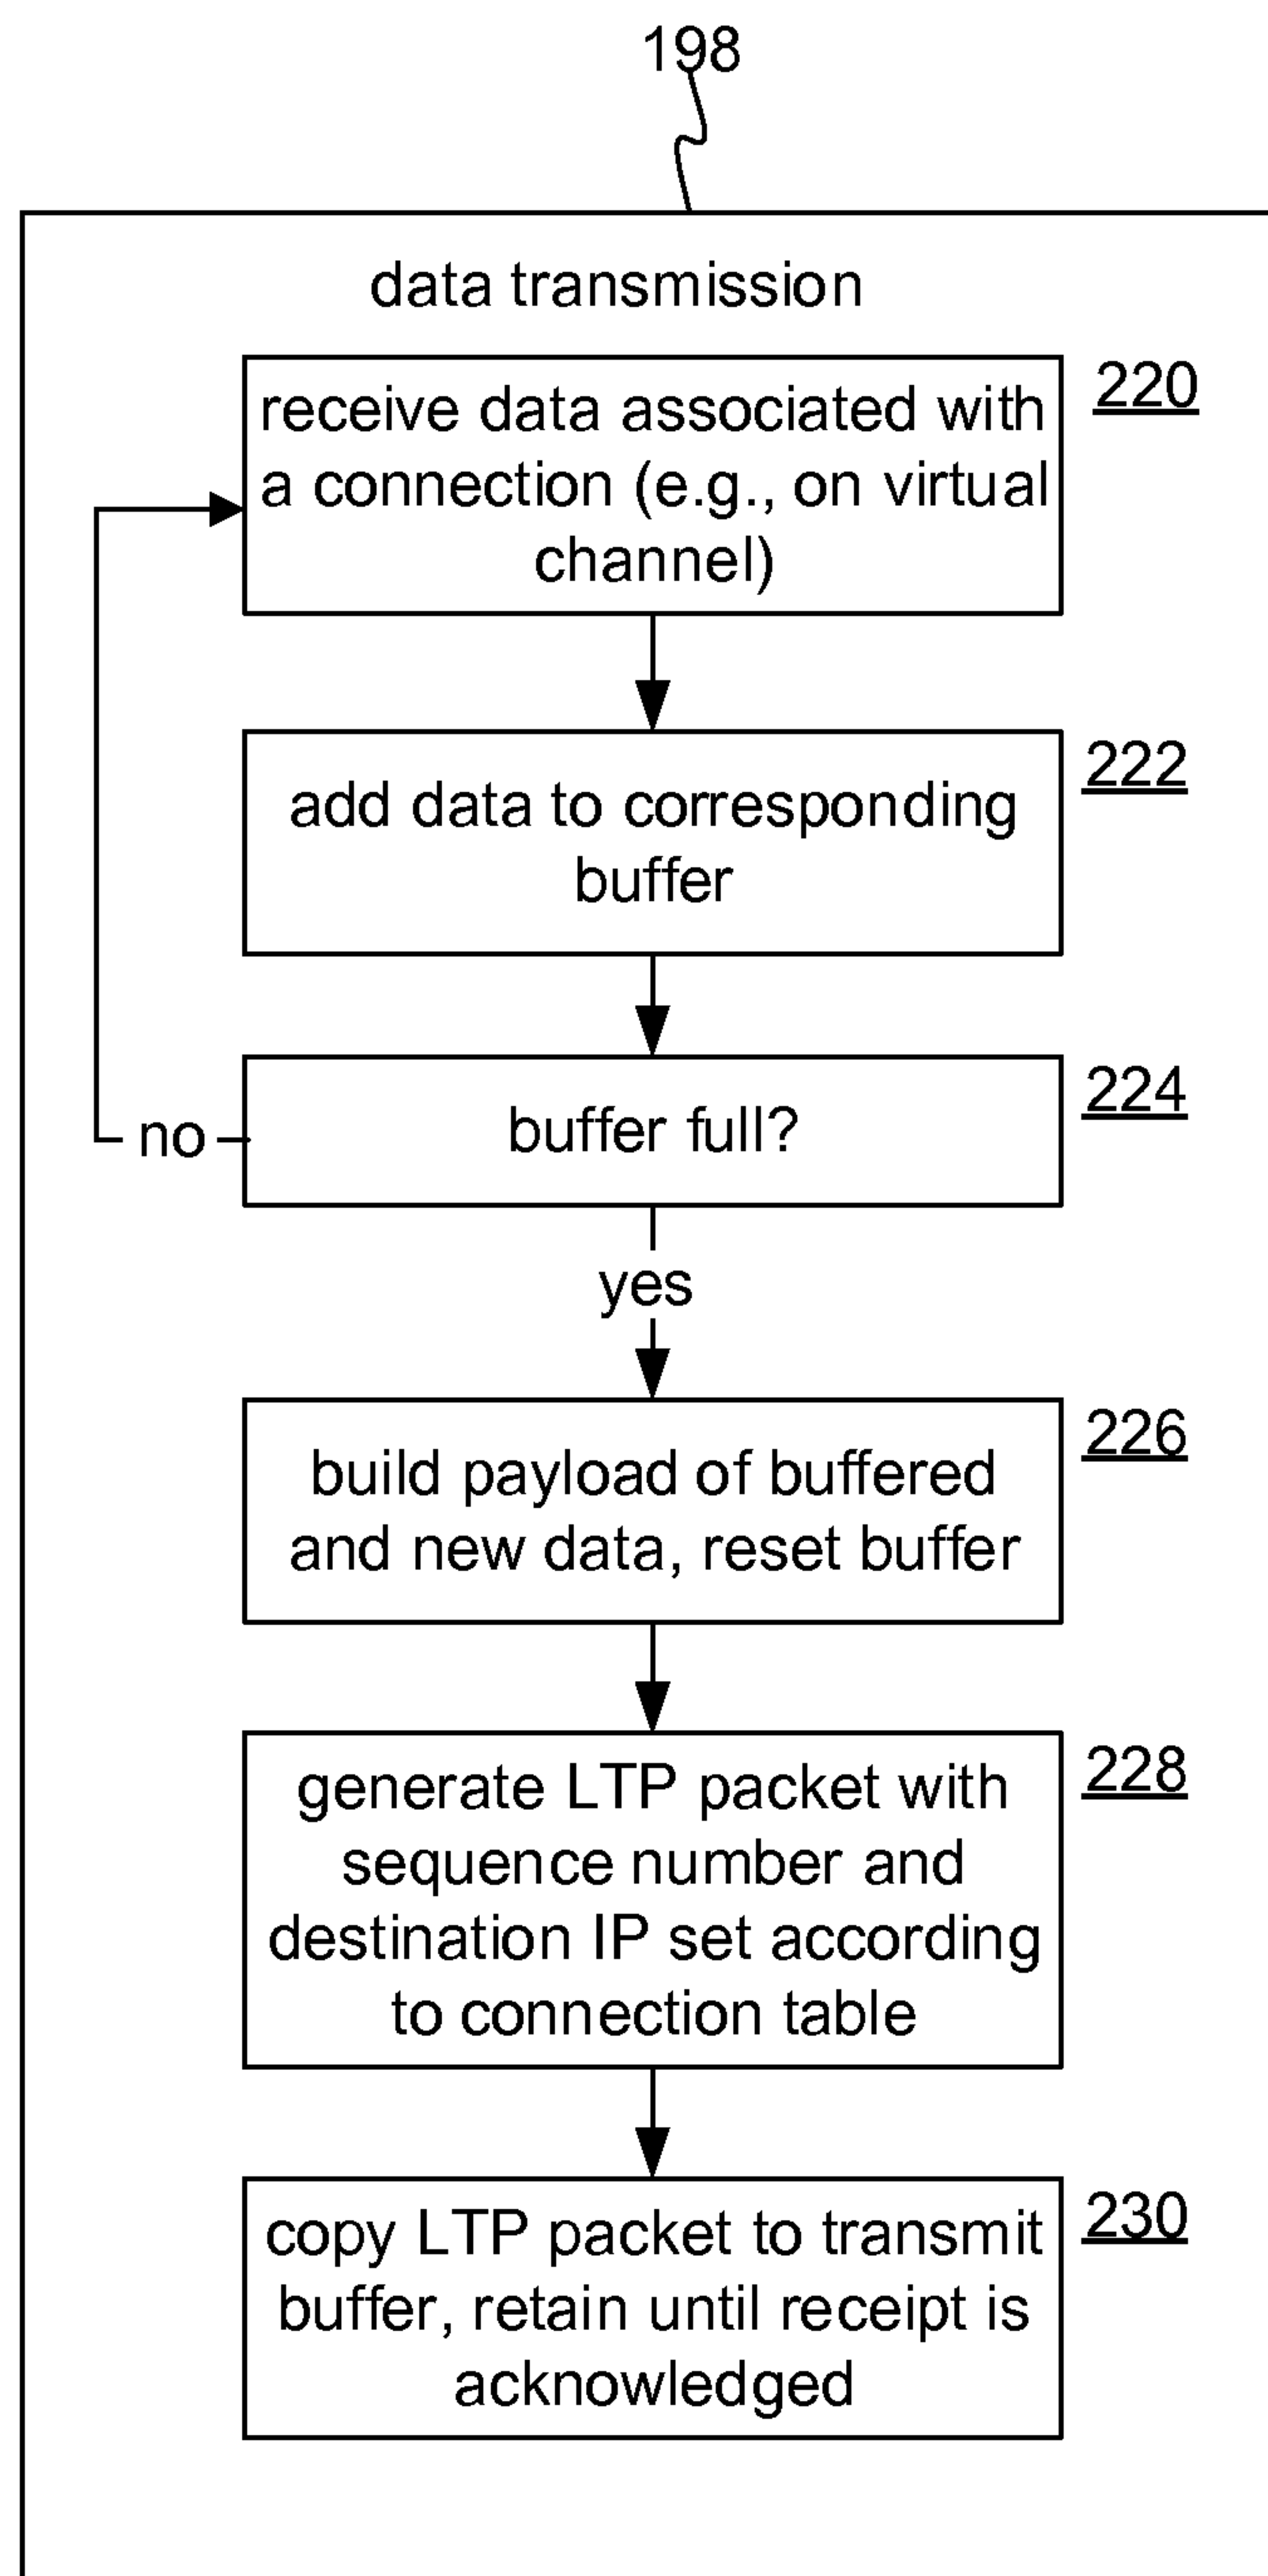 198
data transmission
receive data associated with
a connection (e.g., on virtual
channel)
220
add data to corresponding
buffer
222
buffer full?
224
no
yes
build payload of buffered
and new data, reset buffer
226
generate LTP packet with
sequence number and
destination IP set according
to connection table
228
copy LTP packet to transmit
buffer, retain until receipt is
acknowledged
230